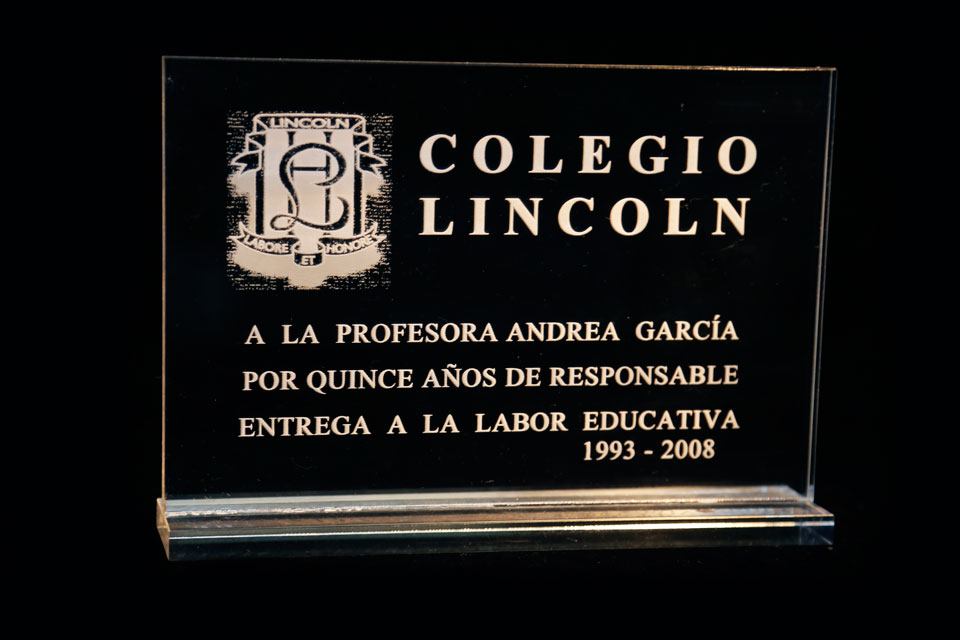 LINCOLN
LABORE ET HONORE
COLEGIO
LINCOLN
A LA PROFESORA ANDREA GARCÍA
POR QUINCE AÑOS DE RESPONSABLE
ENTREGA A LA LABOR EDUCATIVA
1993 - 2008